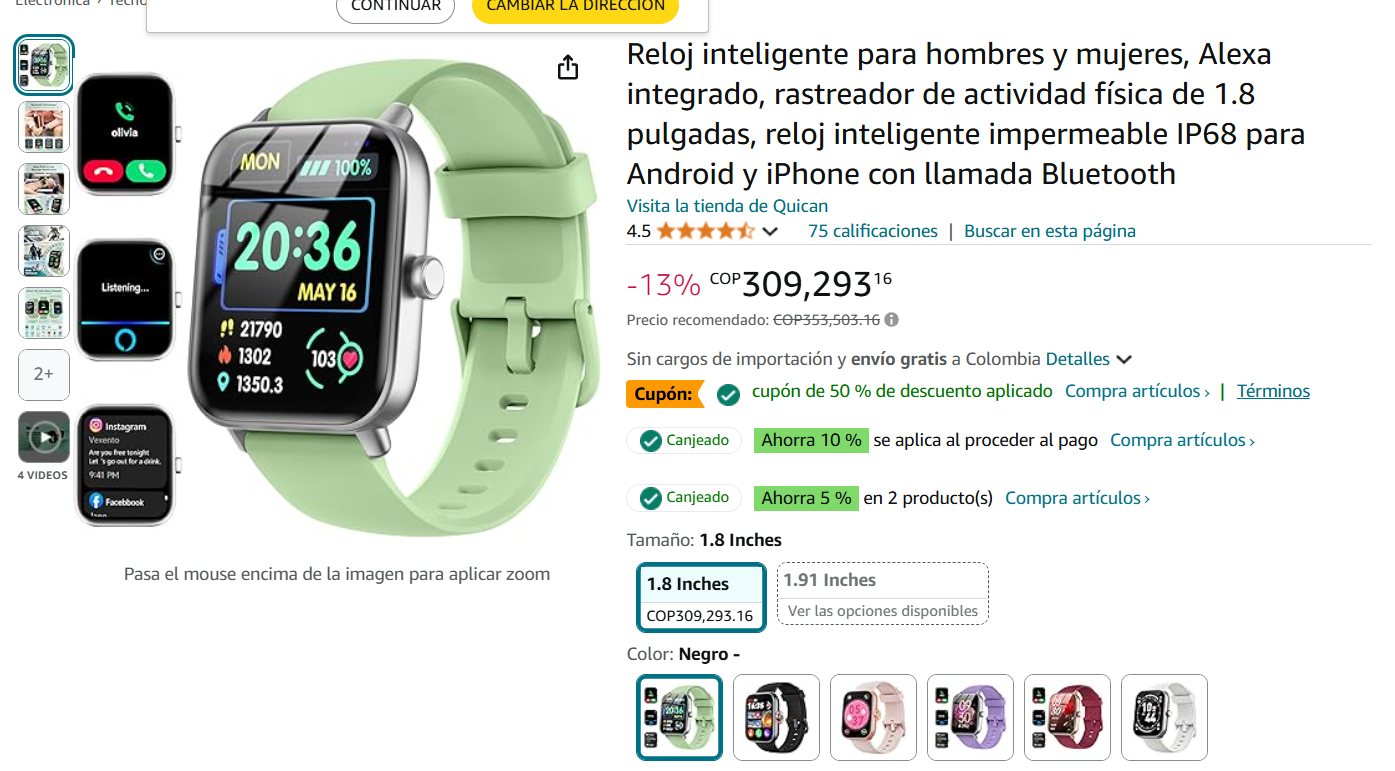 CONTINUAR
CAMBIAR LA DIRECCIÓN
Reloj inteligente para hombres y mujeres, Alexa
integrado, rastreador de actividad física de 1.8
pulgadas, reloj inteligente impermeable IP68 para
Android y iPhone con llamada Bluetooth
Visita la tienda de Quican
4.5
75 calificaciones | Buscar en esta página
-13% COP309,29316
Precio recomendado: COP353,503.16
Sin cargos de importación y envío gratis a Colombia Detalles
Cupón: cupón de 50 % de descuento aplicado Compra artículos › | Términos
Canjeado Ahorra 10 % se aplica al proceder al pago Compra artículos ›
Canjeado Ahorra 5 % en 2 producto(s) Compra artículos ›
Tamaño: 1.8 Inches
1.8 Inches
COP309,293.16
1.91 Inches
Ver las opciones disponibles
Color: Negro -
olivia
Listening...
Instagram
Vexento
Are you free tonight
Let 's go out for a drink.
9:41 PM
Facebbook
MON
100%
20:36
MAY 16
21790
1302
1350.3
103
2+
4 VIDEOS
Pasa el mouse encima de la imagen para aplicar zoom